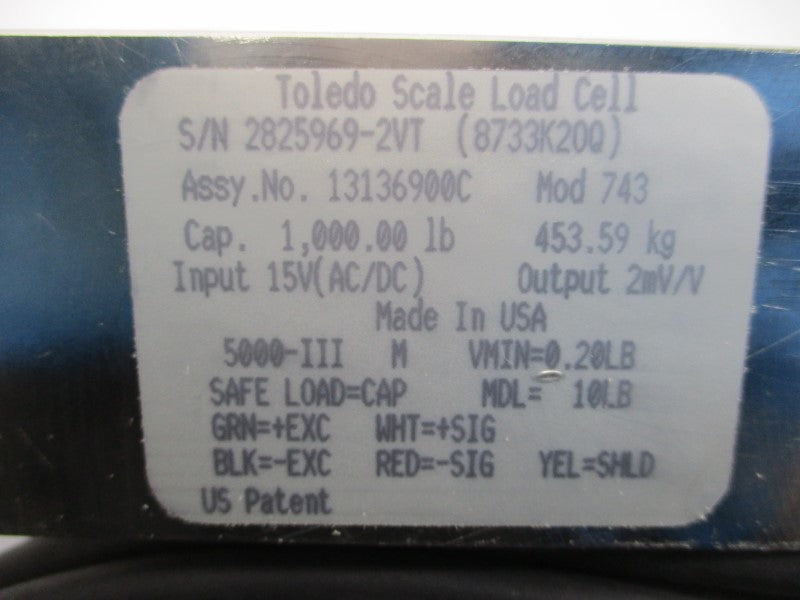 Toledo Scale Load Cell
S/N 2825969-2VT (8733K20Q)
Assy.No. 13136900C Mod 743
Cap. 1,000.00 lb 453.59 kg
Input 15V(AC/DC) Output 2mV/V
Made In USA
5000-III M VMIN=0.20LB
SAFE LOAD=CAP MDL= 10LB
GRN=+EXC WHT=+SIG
BLK=-EXC RED=-SIG YEL=SHLD
US Patent